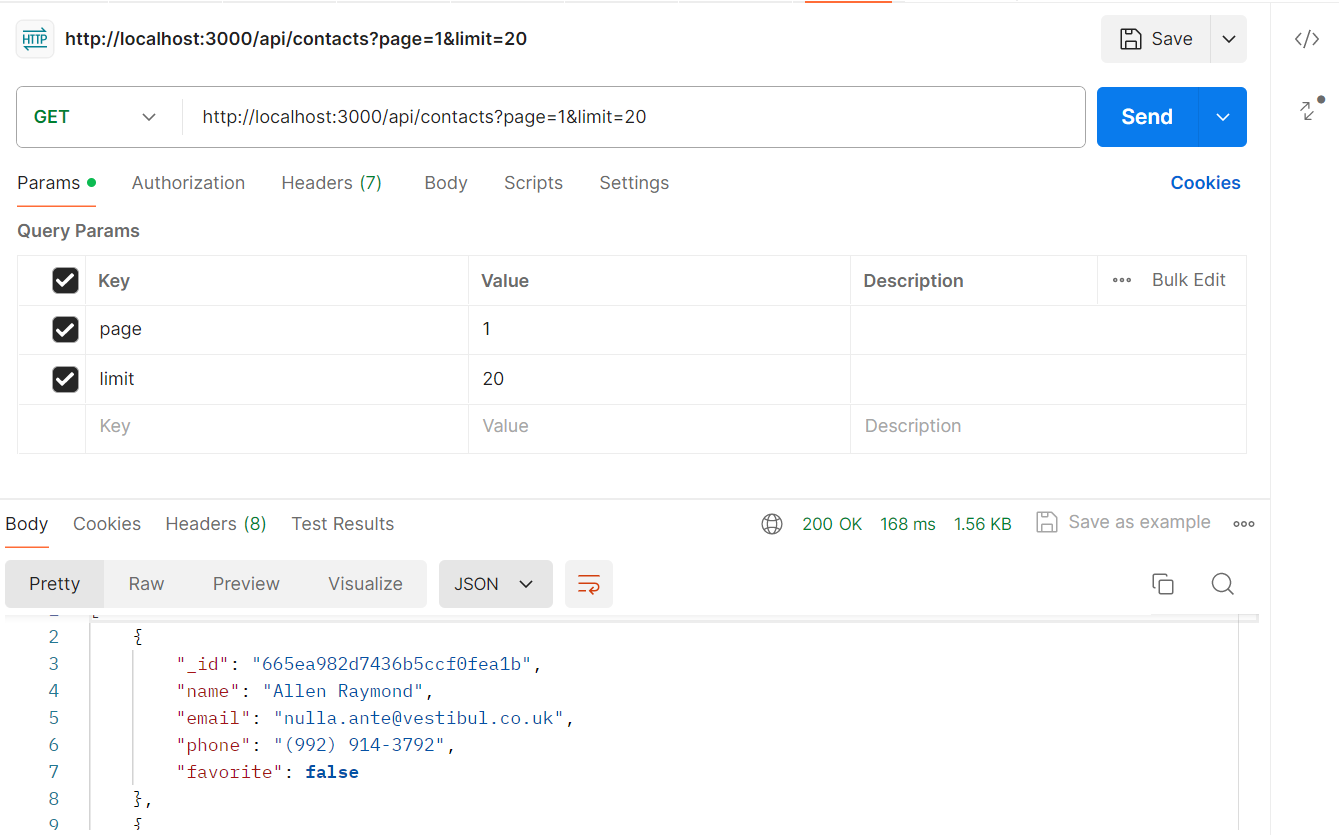 HTTP http://localhost:3000/api/contacts?page=1&limit=20 Save </>
GET http://localhost:3000/api/contacts?page=1&limit=20 Send
Params Authorization Headers (7) Body Scripts Settings Cookies
Query Params
Key Value Description Bulk Edit
page 1
limit 20
Key Value Description
Body Cookies Headers (8) Test Results 200 OK 168 ms 1.56 KB Save as example
Pretty Raw Preview Visualize JSON
2 {
3 "_id": "665ea982d7436b5ccf0fea1b",
4 "name": "Allen Raymond",
5 "email": "nulla.ante@vestibul.co.uk",
6 "phone": "(992) 914-3792",
7 "favorite": false
8 },
9 {